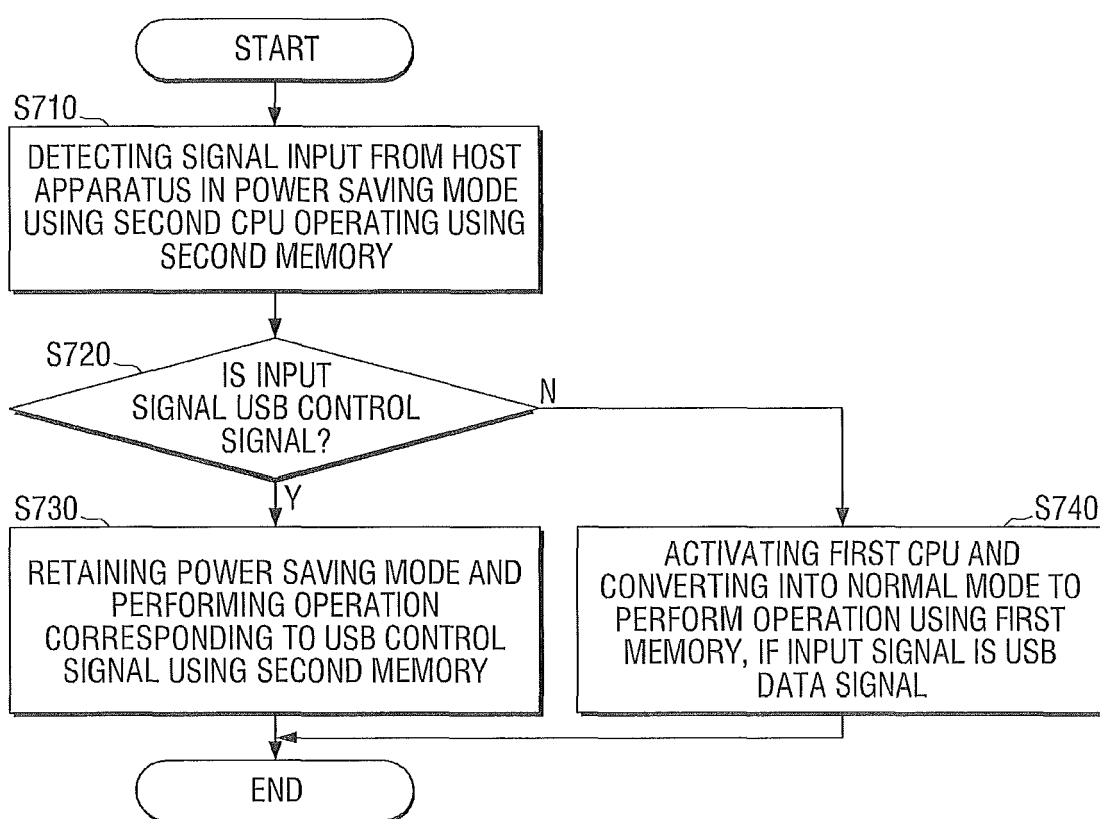 START
S710
DETECTING SIGNAL INPUT FROM HOST
APPARATUS IN POWER SAVING MODE
USING SECOND CPU OPERATING USING
SECOND MEMORY
S720
IS INPUT
SIGNAL USB CONTROL
SIGNAL?
N
Y
S730
RETAINING POWER SAVING MODE AND
PERFORMING OPERATION
CORRESPONDING TO USB CONTROL
SIGNAL USING SECOND MEMORY
S740
ACTIVATING FIRST CPU AND
CONVERTING INTO NORMAL MODE TO
PERFORM OPERATION USING FIRST
MEMORY, IF INPUT SIGNAL IS USB
DATA SIGNAL
END